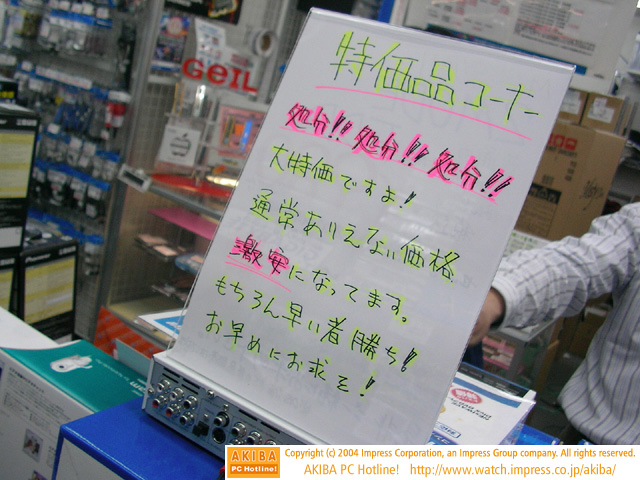 GeIL
特価品コーナー
処分!! 処分!! 処分!!
大特価ですよ!
通常ありえない価格
激安になってます。
もちろん早い者勝ち!
お早めにお求を!
AKIBA
PC Hotline!
Copyright (c) 2004 Impress Corporation, an Impress Group company. All rights reserved.
AKIBA PC Hotline! http://www.watch.impress.co.jp/akiba/